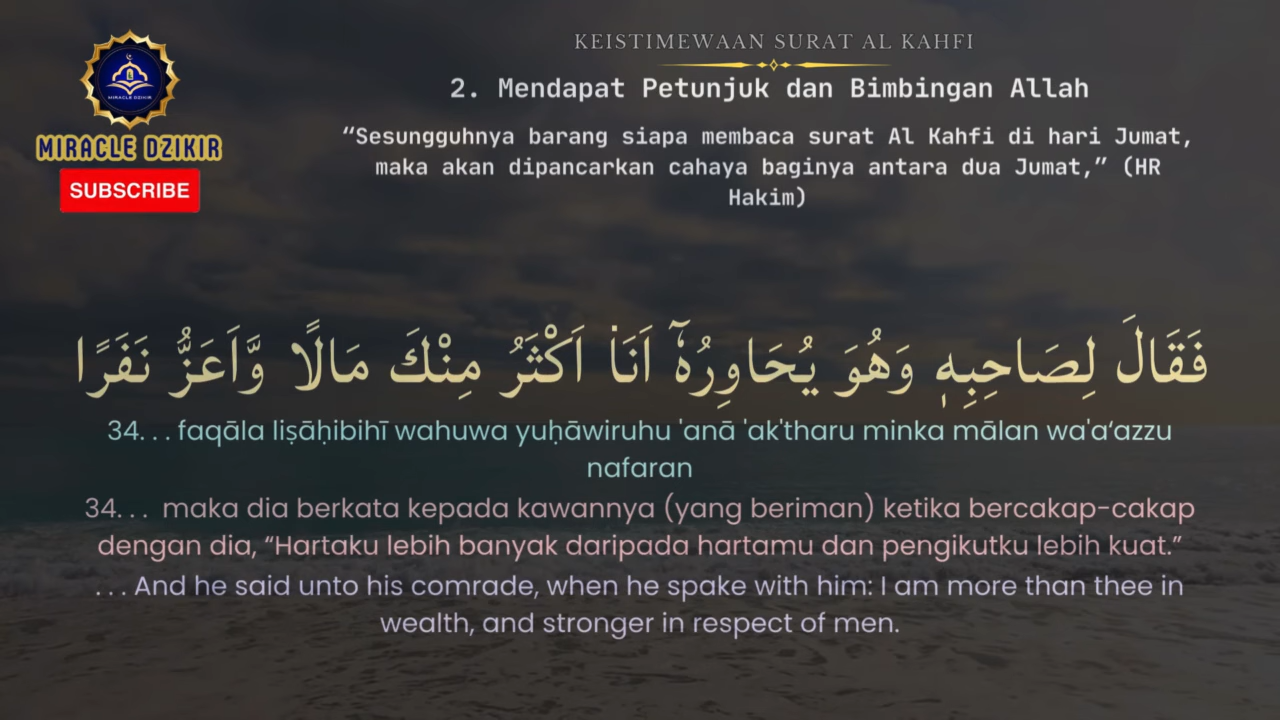 KEISTIMEWAAN SURAT AL KAHFI
2. Mendapat Petunjuk dan Bimbingan Allah
“Sesungguhnya barang siapa membaca surat Al Kahfi di hari Jumat,
maka akan dipancarkan cahaya baginya antara dua Jumat,” (HR
Hakim)
MIRACLE DZIKIR
MIRACLE DZIKIR
SUBSCRIBE
فَقَالَ لِصَاحِبِهٖ وَهُوَ يُحَاوِرُهٗٓ اَنَا۠ اَكْثَرُ مِنْكَ مَالًا وَّاَعَزُّ نَفَرًا
34. . . faqāla liṣāḥibihī wahuwa yuḥāwiruhu 'anā 'ak'tharu minka mālan wa'a‘azzu
nafaran
34. . . maka dia berkata kepada kawannya (yang beriman) ketika bercakap-cakap
dengan dia, “Hartaku lebih banyak daripada hartamu dan pengikutku lebih kuat.”
. . . And he said unto his comrade, when he spake with him: I am more than thee in
wealth, and stronger in respect of men.